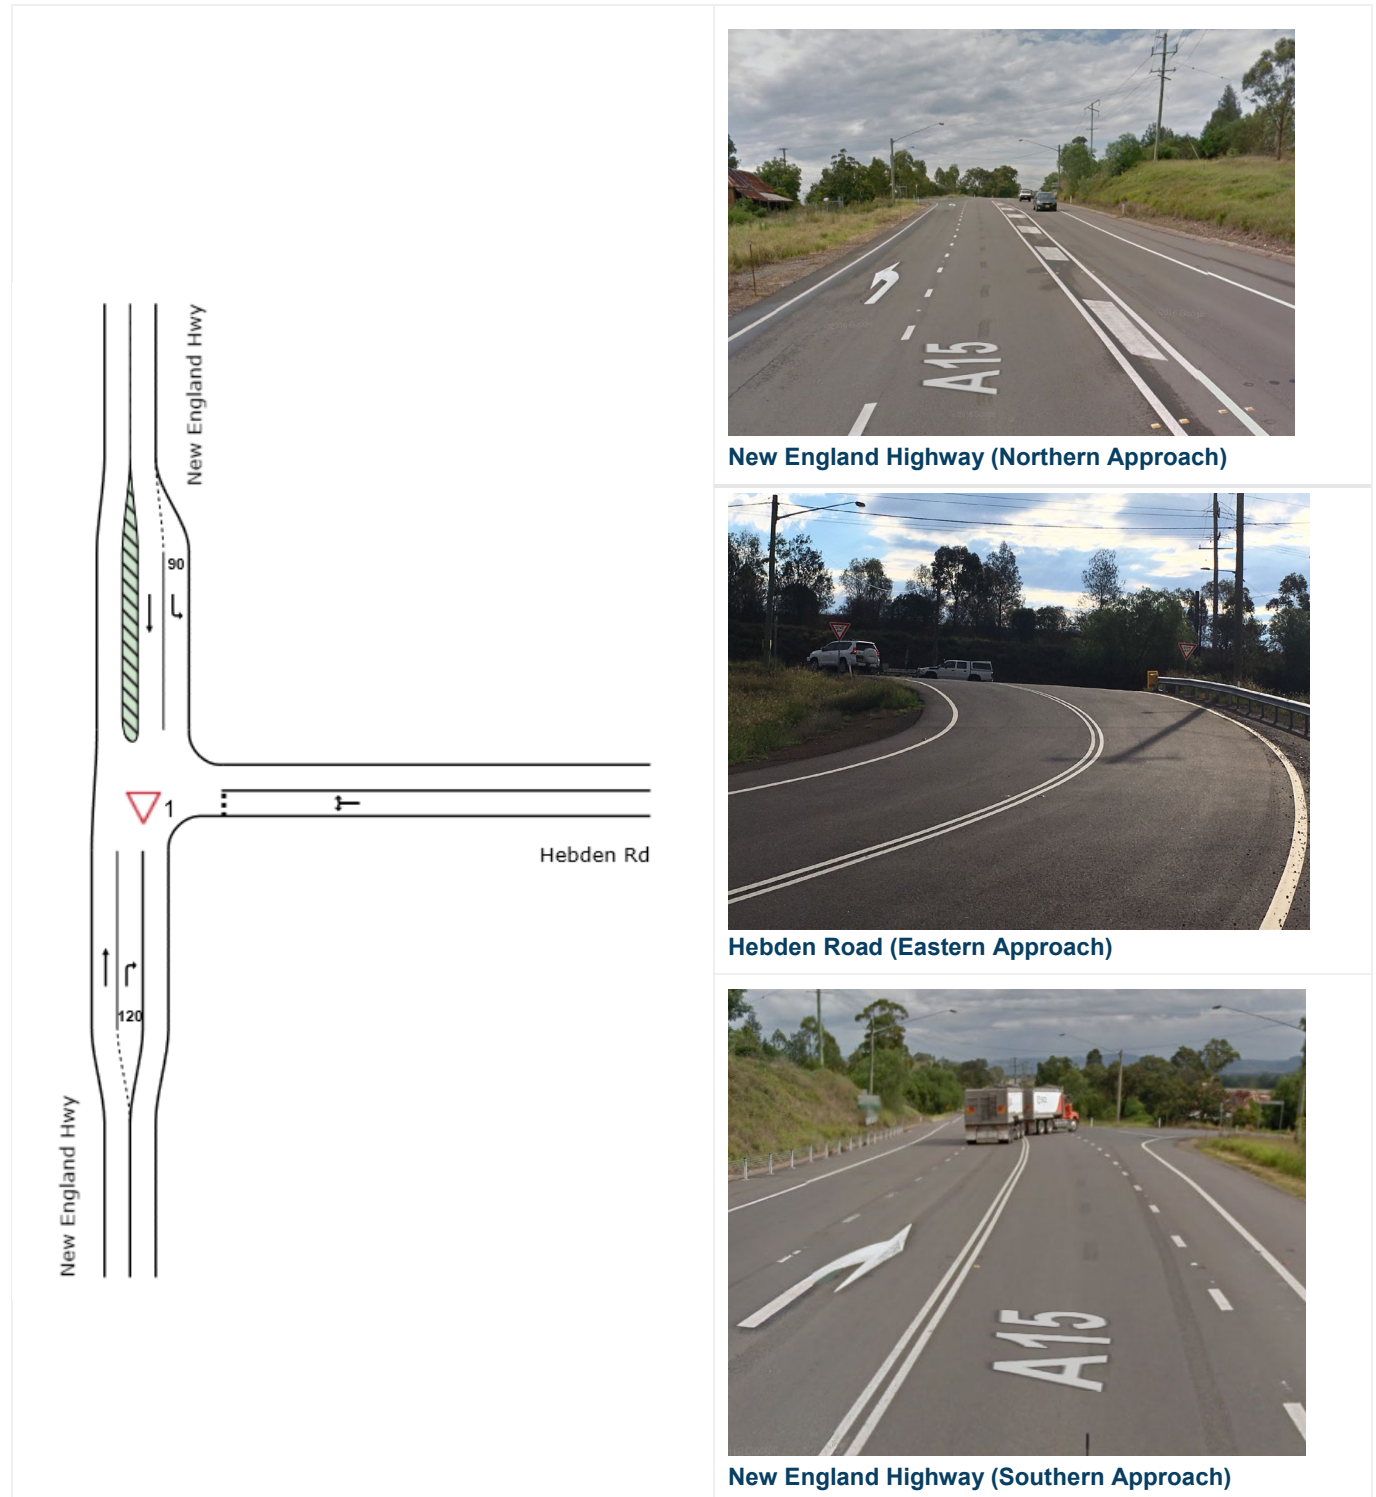 New England Hwy
90
1
Hebden Rd
120
New England Hwy
A15
New England Highway (Northern Approach)
Hebden Road (Eastern Approach)
A15
New England Highway (Southern Approach)